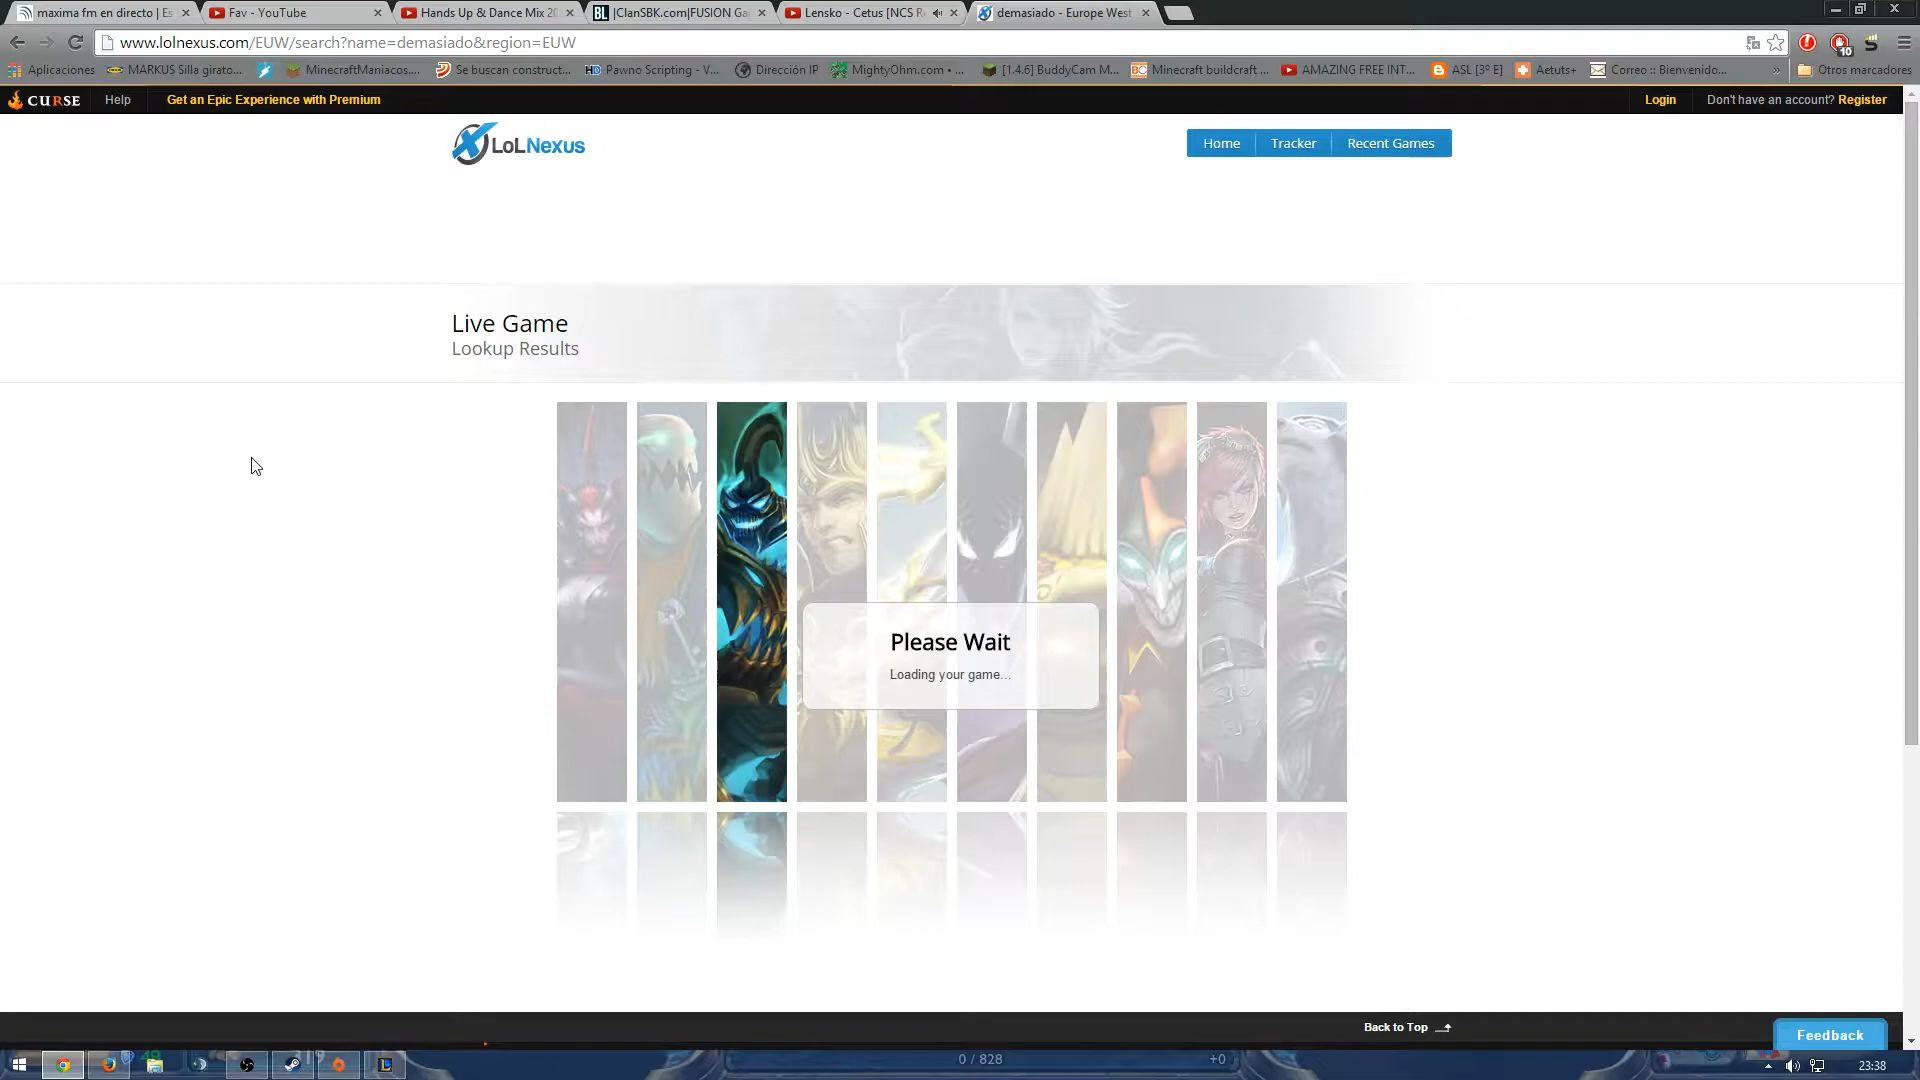 maxima fm en directo | Es
Fav - YouTube
Hands Up & Dance Mix 20
BL |ClanSBK.com|FUSION Ga
Lensko - Cetus [NCS R
demasiado - Europe West
www.lolnexus.com/EUW/search?name=demasiado&region=EUW
10
Aplicaciones
MARKUS Silla girato...
MinecraftManiacos....
Se buscan construct...
HD Pawno Scripting - V...
Dirección IP
MightyOhm.com • ...
[1.4.6] BuddyCam M...
BC Minecraft buildcraft ...
AMAZING FREE INT...
ASL [3º E]
Aetuts+
Correo :: Bienvenido...
»
Otros marcadores
CURSE
Help
Get an Epic Experience with Premium
Login
Don't have an account? Register
LOLNexus
Home
Tracker
Recent Games
Live Game
Lookup Results
Please Wait
Loading your game...
Back to Top
Feedback
0 / 828
+0
23:38